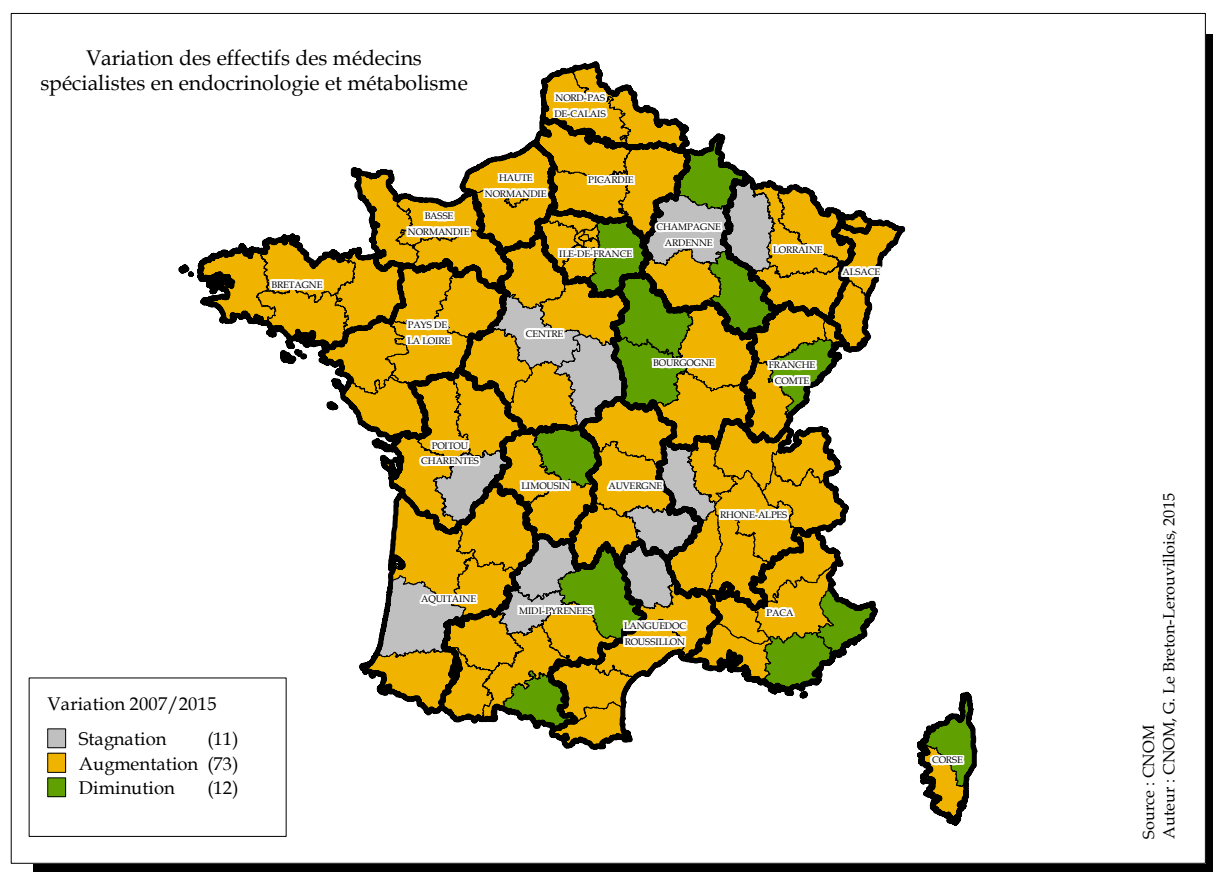 Variation des effectifs des médecins
spécialistes en endocrinologie et métabolisme
NORD-PAS
DE-CALAIS
HAUTE
NORMANDIE
PIGARDIE
BASSE
NORMANDIE
CHAMPAGNE
ARDENNE
ILE-DE-FRANCE
LORRAINE
ALSACE
BRETAGNE
PAYS DE
LA LOIRE
CENTRE
BOURGOGNE
FRANCHE
COMTE
POITOU
CHARENTES
LIMOUSIN
AUVERGNE
RHONE-ALPES
AQUITAINE
MIDI-PYRENEES
LANGUEDOC
ROUSSILLON
PACA
CORSE
Variation 2007/2015
Stagnation (11)
Augmentation (73)
Diminution (12)
Source : CNOM
Auteur : CNOM, G. Le Breton-Lerouvillois, 2015